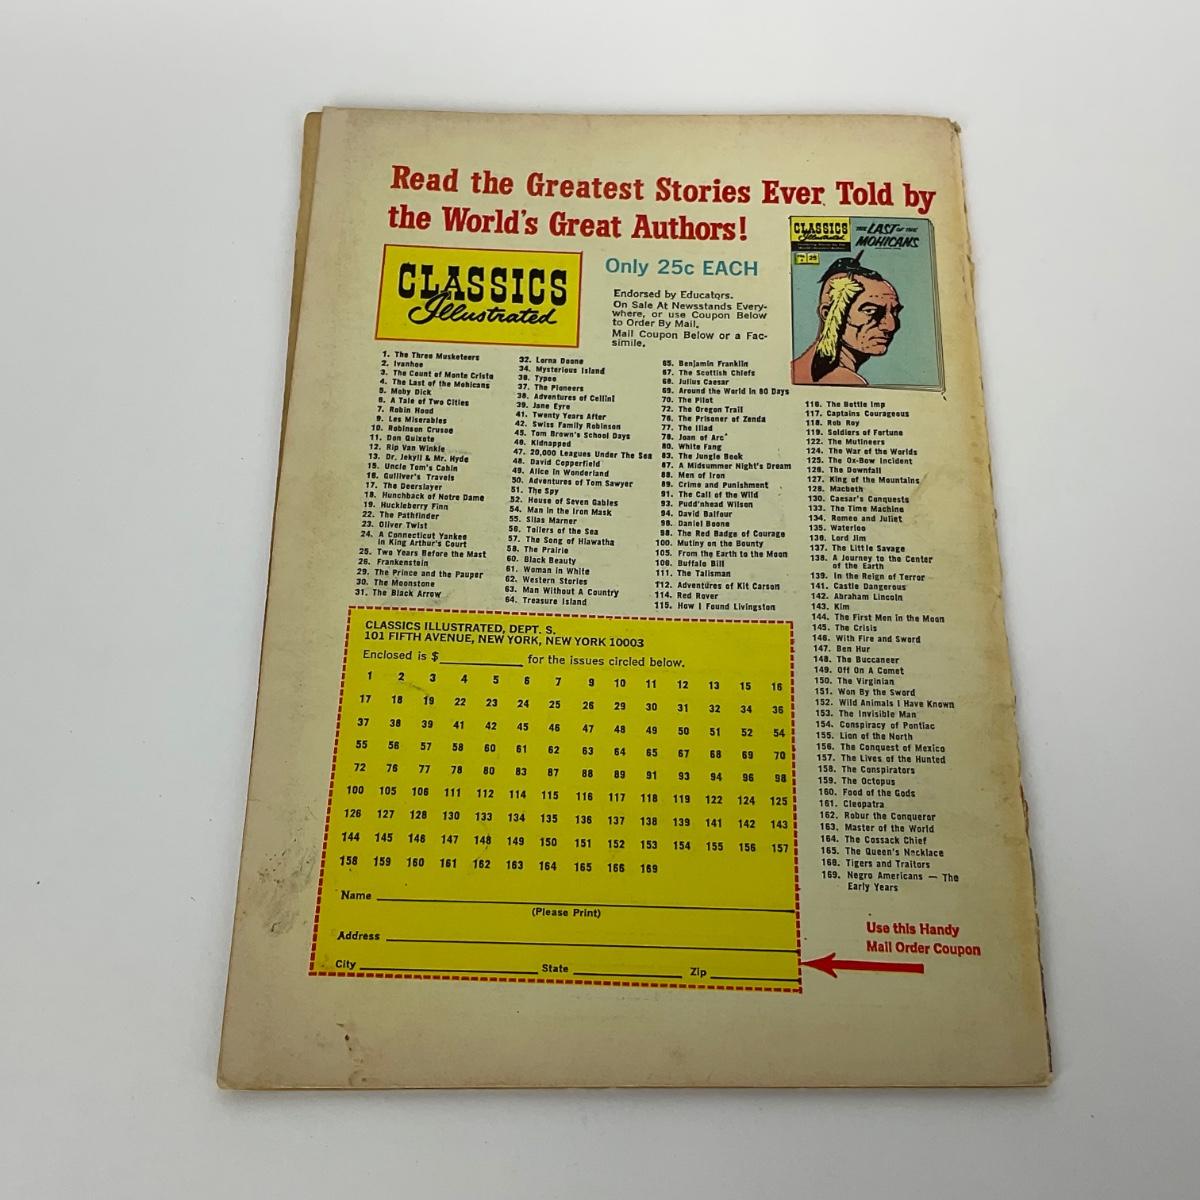 Read the Greatest Stories Ever Told by
the World's Great Authors!
CLASSICS
Illustrated
Only 25c EACH
Endorsed by Educators.
On Sale At Newsstands Every-
where, or use Coupon Below
to Order By Mail.
Mail Coupon Below or a Fac-
simile.
CLASSICS
Illustrated
THE LAST OF THE
MOHICANS
1. The Three Musketeers
2. Ivanhoe
3. The Count of Monte Cristo
4. The Last of the Mohicans
5. Moby Dick
6. A Tale of Two Cities
7. Robin Hood
9. Les Miserables
10. Robinson Crusoe
11. Don Quixote
12. Rip Van Winkle
13. Dr. Jekyll & Mr. Hyde
15. Uncle Tom's Cabin
16. Gulliver's Travels
17. The Deerslayer
18. Hunchback of Notre Dame
19. Huckleberry Finn
22. The Pathfinder
23. Oliver Twist
24. A Connecticut Yankee
in King Arthur's Court
25. Two Years Before the Mast
26. Frankenstein
29. The Prince and the Pauper
30. The Moonstone
31. The Black Arrow
32. Lorna Doone
34. Mysterious Island
36. Typee
37. The Pioneers
38. Adventures of Cellini
39. Jane Eyre
41. Twenty Years After
42. Swiss Family Robinson
45. Tom Brown's School Days
46. Kidnapped
47. 20,000 Leagues Under The Sea
48. David Copperfield
49. Alice in Wonderland
50. Adventures of Tom Sawyer
51. The Spy
52. House of Seven Gables
54. Man in the Iron Mask
55. Silas Marner
56. Toilers of the Sea
57. The Song of Hiawatha
58. The Prairie
60. Black Beauty
61. Woman in White
62. Western Stories
63. Man Without A Country
64. Treasure Island
65. Benjamin Franklin
67. The Scottish Chiefs
68. Julius Caesar
69. Around the World in 80 Days
70. The Pilot
72. The Oregon Trail
76. The Prisoner of Zenda
77. The Iliad
78. Joan of Arc
80. White Fang
83. The Jungle Book
87. A Midsummer Night's Dream
88. Men of Iron
89. Crime and Punishment
91. The Call of the Wild
93. Pudd'nhead Wilson
94. David Balfour
96. Daniel Boone
98. The Red Badge of Courage
100. Mutiny on the Bounty
105. From the Earth to the Moon
106. Buffalo Bill
111. The Talisman
112. Adventures of Kit Carson
114. Red Rover
115. How I Found Livingston
116. The Bottle Imp
117. Captains Courageous
118. Rob Roy
119. Soldiers of Fortune
122. The Mutineers
124. The War of the Worlds
125. The Ox-Bow Incident
126. The Downfall
127. King of the Mountains
128. Macbeth
130. Caesar's Conquests
133. The Time Machine
134. Romeo and Juliet
135. Waterloo
136. Lord Jim
137. The Little Savage
138. A Journey to the Center
of the Earth
139. In the Reign of Terror
141. Castle Dangerous
142. Abraham Lincoln
143. Kim
144. The First Men in the Moon
145. The Crisis
146. With Fire and Sword
147. Ben Hur
148. The Buccaneer
149. Off On A Comet
150. The Virginian
151. Won By the Sword
152. Wild Animals I Have Known
153. The Invisible Man
154. Conspiracy of Pontiac
155. Lion of the North
156. The Conquest of Mexico
157. The Lives of the Hunted
158. The Conspirators
159. The Octopus
160. Food of the Gods
161. Cleopatra
162. Robur the Conqueror
163. Master of the World
164. The Cossack Chief
165. The Queen's Necklace
166. Tigers and Traitors
169. Negro Americans — The
Early Years
CLASSICS ILLUSTRATED, DEPT. S.
101 FIFTH AVENUE, NEW YORK, NEW YORK 10003
Enclosed is $ for the issues circled below.
1 2 3 4 5 6 7 9 10 11 12 13 15 16
17 18 19 22 23 24 25 26 29 30 31 32 34 36
37 38 39 41 42 45 46 47 48 49 50 51 52 54
55 56 57 58 60 61 62 63 64 65 67 68 69 70
72 76 77 78 80 83 87 88 89 91 93 94 96 98
100 105 106 111 112 114 115 116 117 118 119 122 124 125
126 127 128 130 133 134 135 136 137 138 139 141 142 143
144 145 146 147 148 149 150 151 152 153 154 155 156 157
158 159 160 161 162 163 164 165 166 169
Name
(Please Print)
Address
City State Zip
Use this Handy
Mail Order Coupon